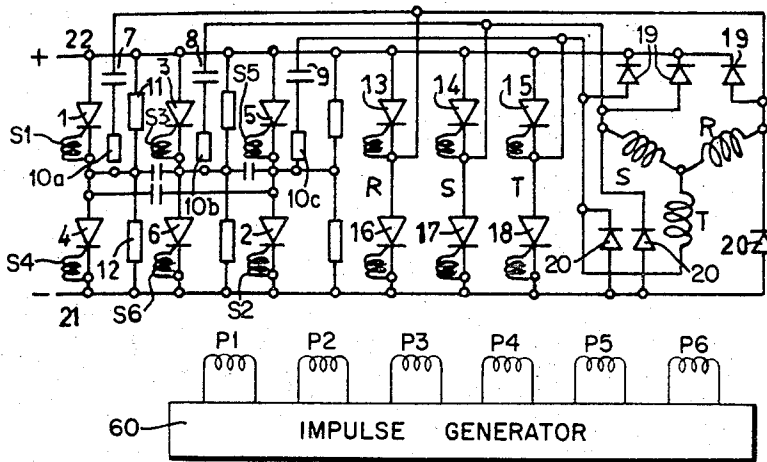 + 22 7 8 9 19 19
3 S5
1 11 5 13 14 15
S1 S3 R
10a 10b 10c R S T S T
4 6 2 16 17 18 20
S4 12 20 20
- 21 S6 S2
P1 P2 P3 P4 P5 P6
60 IMPULSE GENERATOR